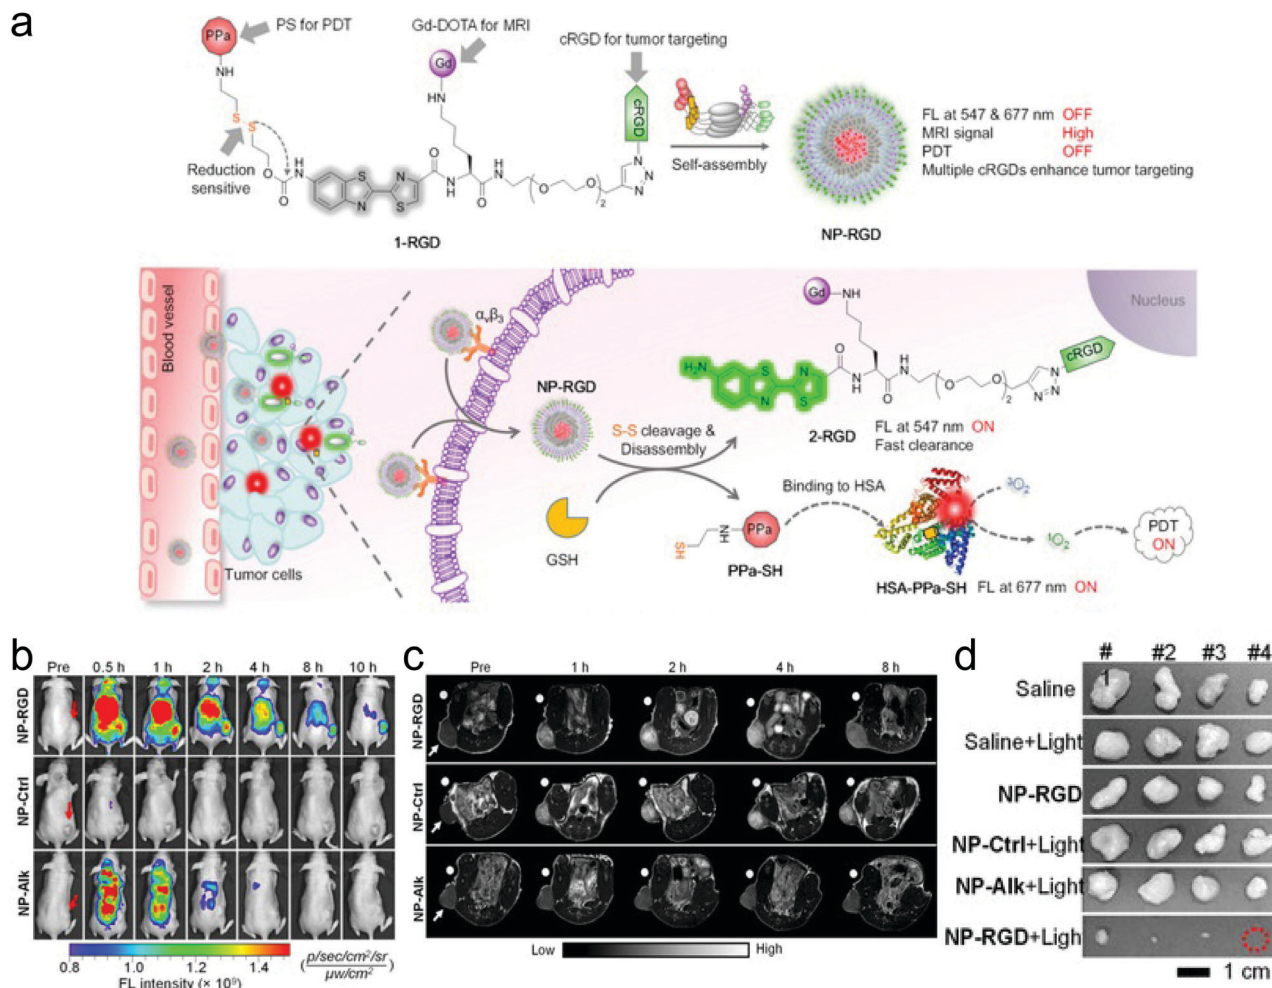 a
PS for PDT
Gd-DOTA for MRI
cRGD for tumor targeting
PPa
Gd
cRGD
NH
HN
S
S
Reduction
sensitive
O
O
H
N
S
N
N
S
O
N
H
O
H
N
O
O
2
N
N
N
1-RGD
Self-assembly
NP-RGD
FL at 547 & 677 nm OFF
MRI signal High
PDT OFF
Multiple cRGDs enhance tumor targeting
Blood vessel
Tumor cells
αvβ3
NP-RGD
GSH
S-S cleavage &
Disassembly
Gd
NH
Nucleus
cRGD
H2N
S
N
N
S
O
N
H
O
H
N
O
O
2
N
N
N
2-RGD
FL at 547 nm ON
Fast clearance
Binding to HSA
SH
NH
PPa
PPa-SH
HSA-PPa-SH
3O2
1O2
PDT
ON
FL at 677 nm ON
b
Pre 0.5 h 1 h 2 h 4 h 8 h 10 h
NP-RGD
NP-Ctrl
NP-Alk
0.8 1.0 1.2 1.4
FL intensity (× 10⁹)
(p/sec/cm²/sr
µw/cm²)
c
Pre 1 h 2 h 4 h 8 h
NP-RGD
NP-Ctrl
NP-Alk
Low High
d
# #2 #3 #4
1
Saline
Saline+Light
NP-RGD
NP-Ctrl+Light
NP-Alk+Light
NP-RGD+Ligh
1 cm